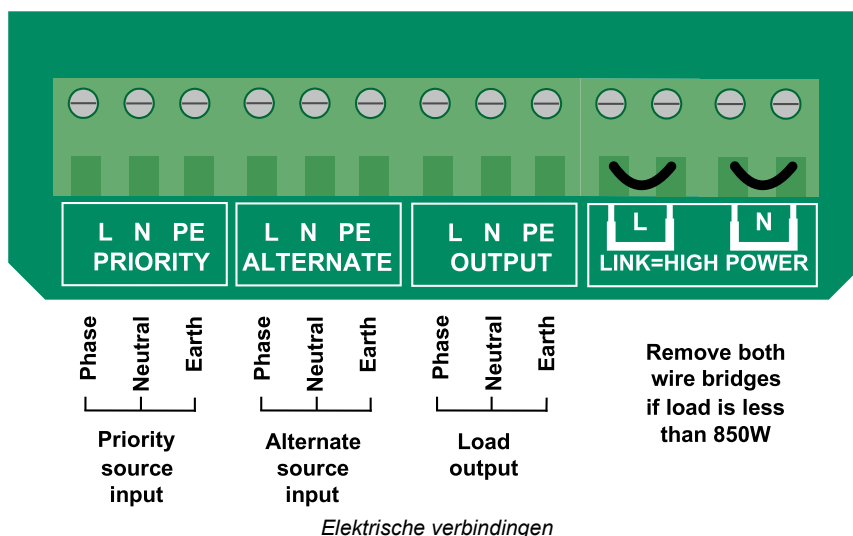 L N PE
PRIORITY
L N PE
ALTERNATE
L N PE
OUTPUT
L
N
LINK=HIGH POWER
Phase
Neutral
Earth
Priority
source
input
Phase
Neutral
Earth
Alternate
source
input
Phase
Neutral
Earth
Load
output
Remove both
wire bridges
if load is less
than 850W
Elektrische verbindingen